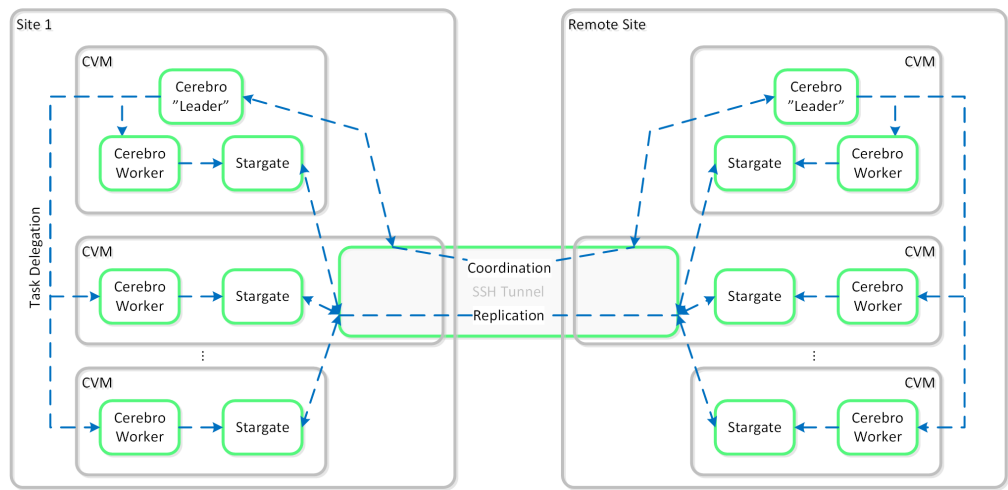 Site 1
CVM
Cerebro
”Leader”
Cerebro
Worker
Stargate
Task Delegation
CVM
Cerebro
Worker
Stargate
...
CVM
Cerebro
Worker
Stargate
Coordination
SSH Tunnel
Replication
Remote Site
CVM
Cerebro
”Leader”
Stargate
Cerebro
Worker
CVM
Stargate
Cerebro
Worker
...
CVM
Stargate
Cerebro
Worker